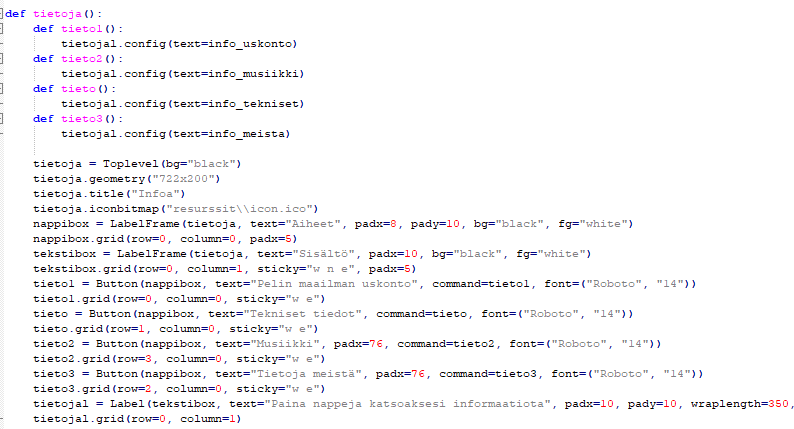 def tietoja():
    def tieto1():
        tietojal.config(text=info_uskonto)
    def tieto2():
        tietojal.config(text=info_musiikki)
    def tieto():
        tietojal.config(text=info_tekniset)
    def tieto3():
        tietojal.config(text=info_meista)
    tietoja = Toplevel(bg="black")
    tietoja.geometry("722x200")
    tietoja.title("Infoa")
    tietoja.iconbitmap("resurssit\\icon.ico")
    nappibox = LabelFrame(tietoja, text="Aiheet", padx=8, pady=10, bg="black", fg="white")
    nappibox.grid(row=0, column=0, padx=5)
    tekstibox = LabelFrame(tietoja, text="Sisältö", padx=10, bg="black", fg="white")
    tekstibox.grid(row=0, column=1, sticky="w n e", padx=5)
    tieto1 = Button(nappibox, text="Pelin maailman uskonto", command=tieto1, font=("Roboto", "14"))
    tieto1.grid(row=0, column=0, sticky="w e")
    tieto = Button(nappibox, text="Tekniset tiedot", command=tieto, font=("Roboto", "14"))
    tieto.grid(row=1, column=0, sticky="w e")
    tieto2 = Button(nappibox, text="Musiikki", padx=76, command=tieto2, font=("Roboto", "14"))
    tieto2.grid(row=3, column=0, sticky="w e")
    tieto3 = Button(nappibox, text="Tietoja meistä", padx=76, command=tieto3, font=("Roboto", "14"))
    tieto3.grid(row=2, column=0, sticky="w e")
    tietojal = Label(tekstibox, text="Paina nappeja katsoaksesi informaatiota", padx=10, pady=10, wraplength=350,
    tietojal.grid(row=0, column=1)